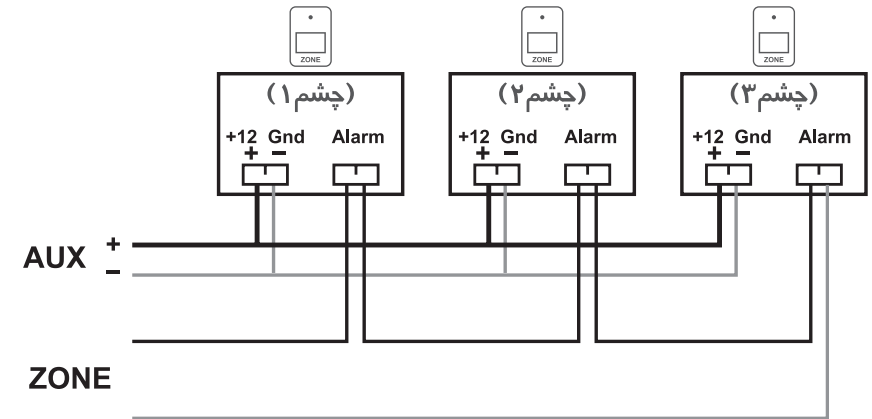 ZONE ZONE ZONE
(چشم۱) (چشم۲) (چشم۳)
+12 Gnd Alarm +12 Gnd Alarm +12 Gnd Alarm
+ − + − + −
AUX +
−
ZONE